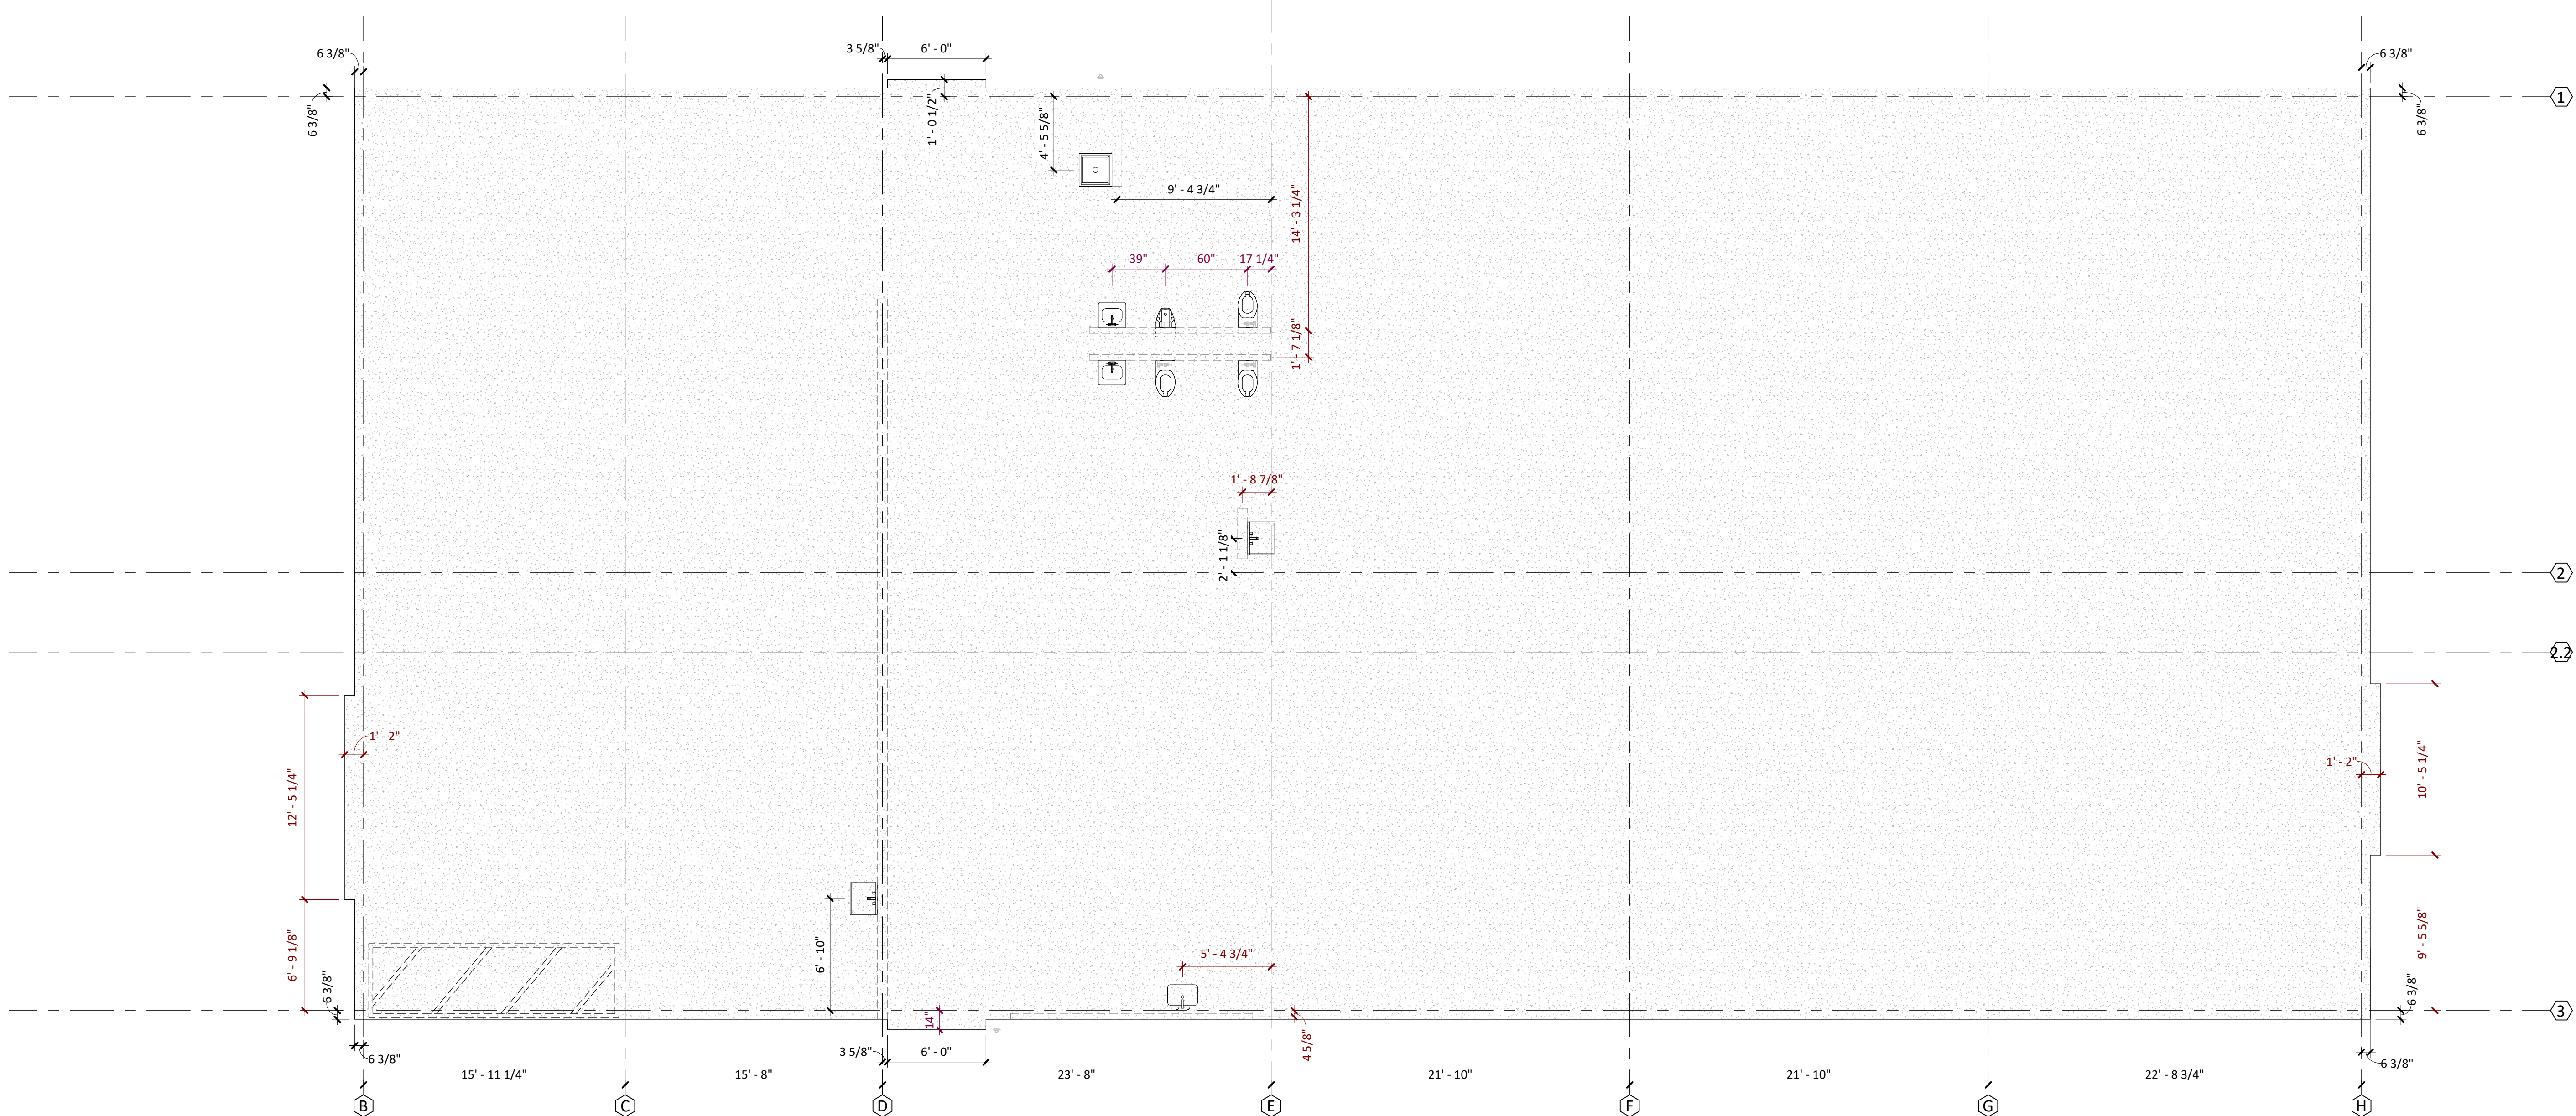 3 5/8"
6' - 0"
6 3/8"
6 3/8"
1
6 3/8"
1' - 0 1/2"
4' - 5 5/8"
6 3/8"
9' - 4 3/4"
14' - 3 1/4"
39"
60"
17 1/4"
1' - 7 1/8"
1' - 8 7/8"
2' - 1 1/8"
2
2.2
1' - 2"
12' - 5 1/4"
1' - 2"
10' - 5 1/4"
6' - 9 1/8"
6' - 10"
5' - 4 3/4"
9' - 5 5/8"
6 3/8"
14"
6 3/8"
3
4 5/8"
6 3/8"
3 5/8"
6' - 0"
6 3/8"
15' - 11 1/4"
15' - 8"
23' - 8"
21' - 10"
21' - 10"
22' - 8 3/4"
B
C
D
E
F
G
H